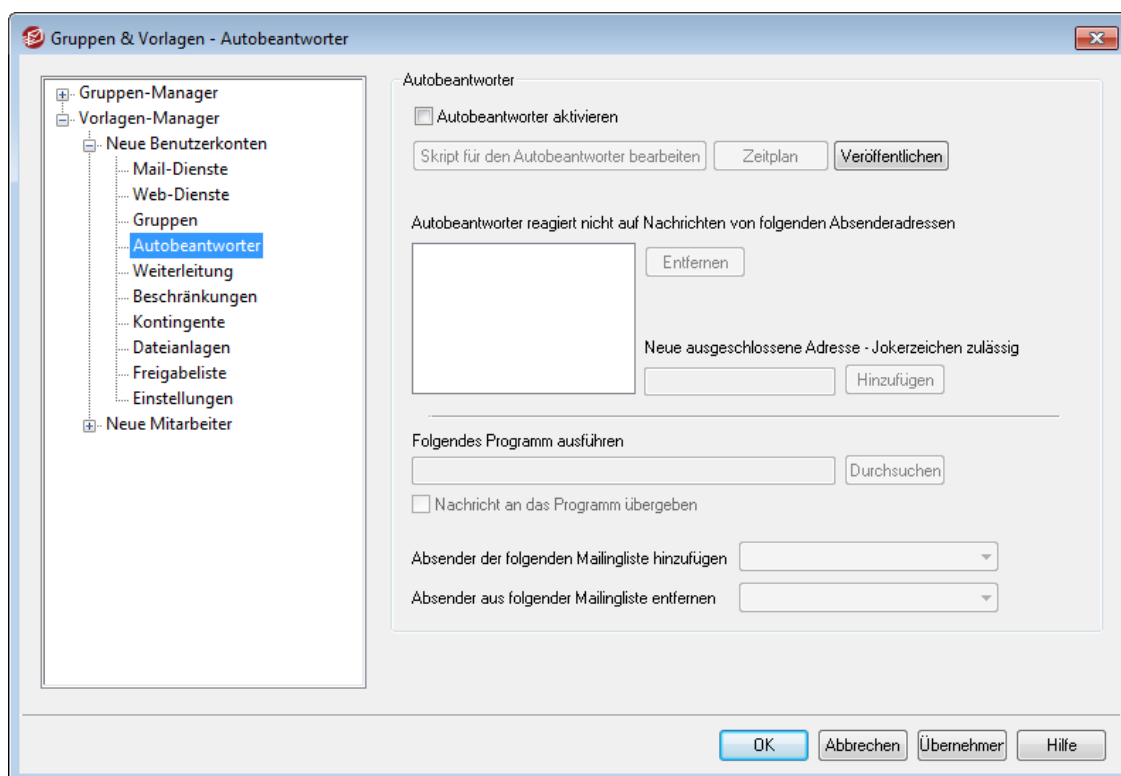 Gruppen & Vorlagen - Autobeantworter
Gruppen-Manager
Vorlagen-Manager
Neue Benutzerkonten
Mail-Dienste
Web-Dienste
Gruppen
Autobeantworter
Weiterleitung
Beschränkungen
Kontingente
Dateianlagen
Freigabeliste
Einstellungen
Neue Mitarbeiter
Autobeantworter
Autobeantworter aktivieren
Skript für den Autobeantworter bearbeiten Zeitplan Veröffentlichen
Autobeantworter reagiert nicht auf Nachrichten von folgenden Absenderadressen
Entfernen
Neue ausgeschlossene Adresse - Jokerzeichen zulässig
Hinzufügen
Folgendes Programm ausführen
Durchsuchen
Nachricht an das Programm übergeben
Absender der folgenden Mailingliste hinzufügen
Absender aus folgender Mailingliste entfernen
OK Abbrechen Übernehmer Hilfe